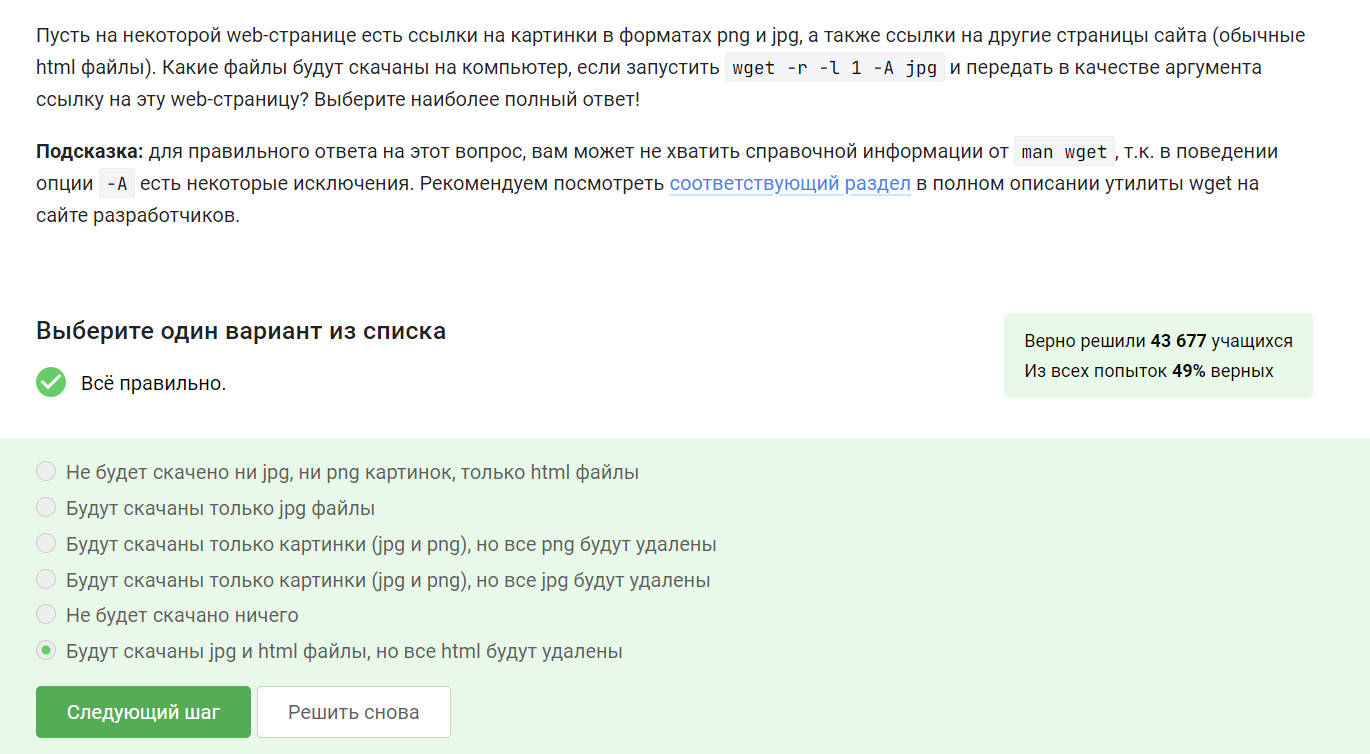 Пусть на некоторой web-странице есть ссылки на картинки в форматах png и jpg, а также ссылки на другие страницы сайта (обычные
html файлы). Какие файлы будут скачаны на компьютер, если запустить wget -r -l 1 -A jpg и передать в качестве аргумента
ссылку на эту web-страницу? Выберите наиболее полный ответ!
Подсказка: для правильного ответа на этот вопрос, вам может не хватить справочной информации от man wget, т.к. в поведении
опции -A есть некоторые исключения. Рекомендуем посмотреть соответствующий раздел в полном описании утилиты wget на
сайте разработчиков.
Выберите один вариант из списка
Всё правильно.
Верно решили 43 677 учащихся
Из всех попыток 49% верных
Не будет скачено ни jpg, ни png картинок, только html файлы
Будут скачаны только jpg файлы
Будут скачаны только картинки (jpg и png), но все png будут удалены
Будут скачаны только картинки (jpg и png), но все jpg будут удалены
Не будет скачано ничего
Будут скачаны jpg и html файлы, но все html будут удалены
Следующий шаг
Решить снова